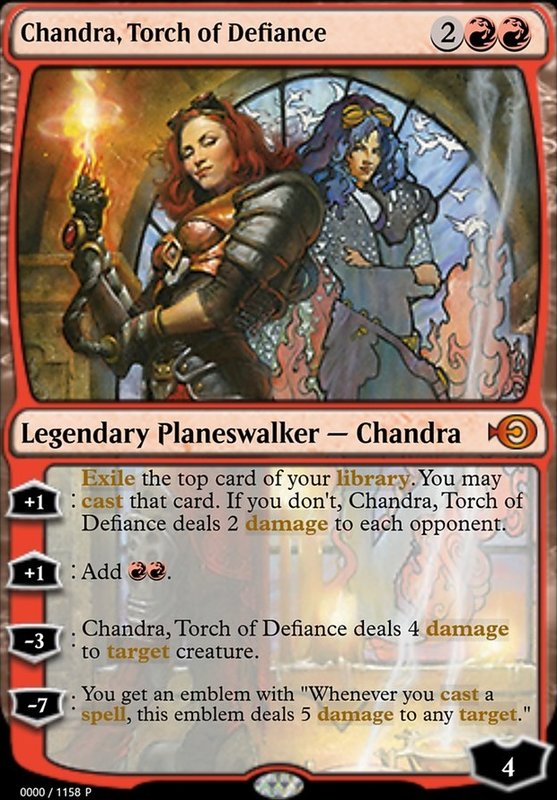 Chandra, Torch of Defiance 2
Legendary Planeswalker — Chandra
Exile the top card of your library. You may
+1 : cast that card. If you don't, Chandra, Torch of
Defiance deals 2 damage to each opponent.
+1 : Add .
-3 : Chandra, Torch of Defiance deals 4 damage
to target creature.
-7 : You get an emblem with "Whenever you cast a
spell, this emblem deals 5 damage to any target."
4
0000 / 1158 P